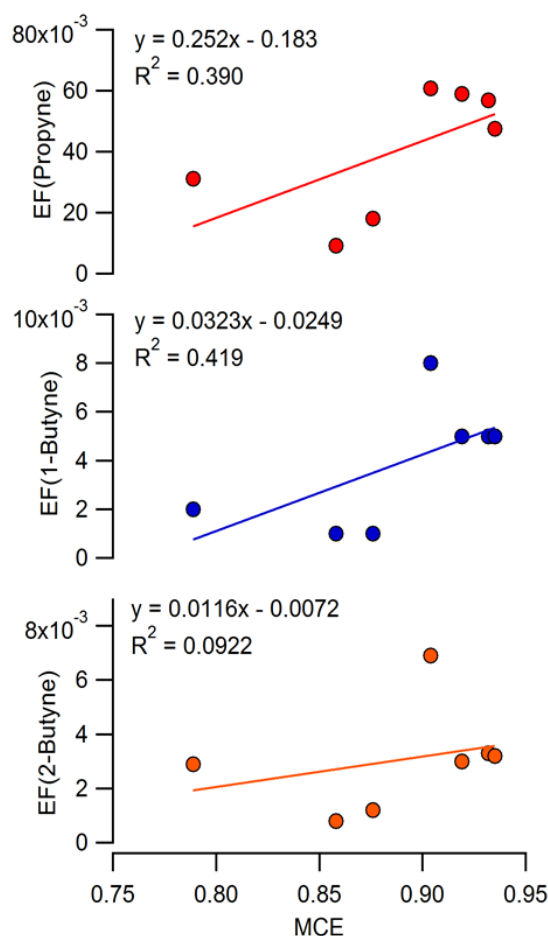 80x10⁻³
y = 0.252x - 0.183
R² = 0.390
60
40
20
0
EF(Propyne)
10x10⁻³
y = 0.0323x - 0.0249
R² = 0.419
8
6
4
2
0
EF(1-Butyne)
y = 0.0116x - 0.0072
8x10⁻³
R² = 0.0922
6
4
2
0
EF(2-Butyne)
0.75 0.80 0.85 0.90 0.95
MCE